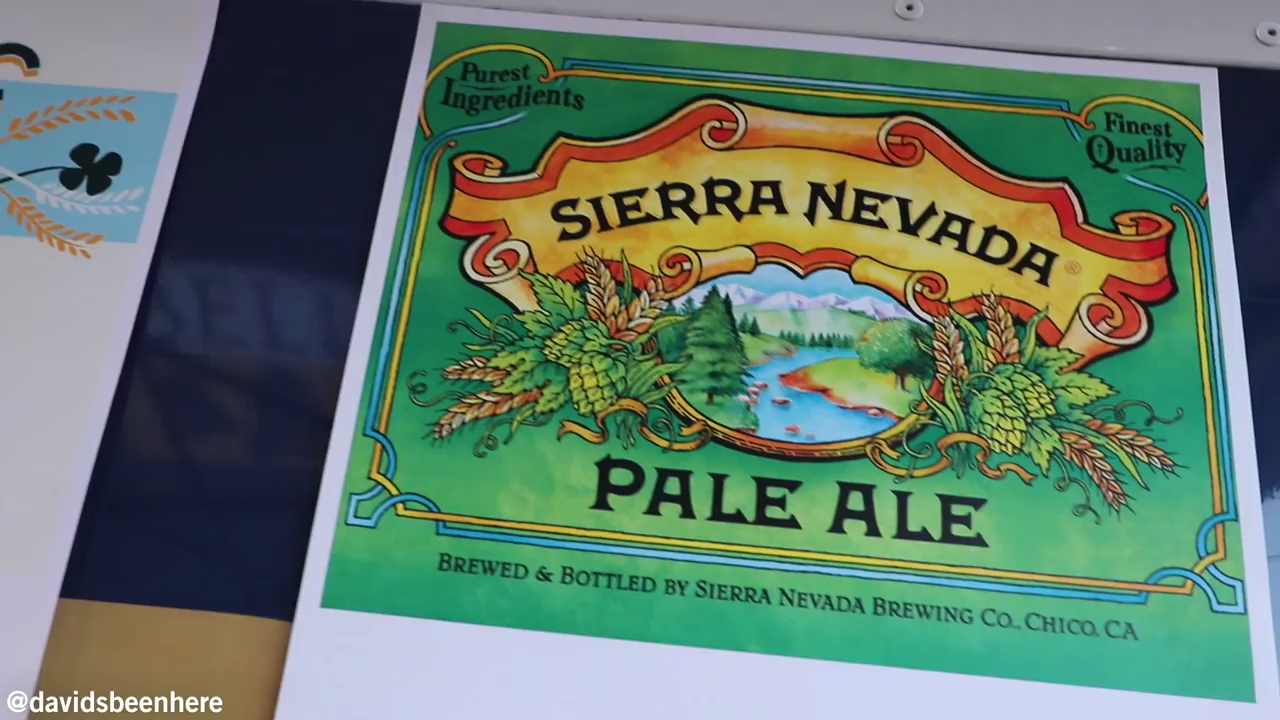 Purest
Ingredients
Finest
Quality
SIERRA NEVADA®
PALE ALE
BREWED & BOTTLED BY SIERRA NEVADA BREWING CO., CHICO, CA
@davidsbeenhere